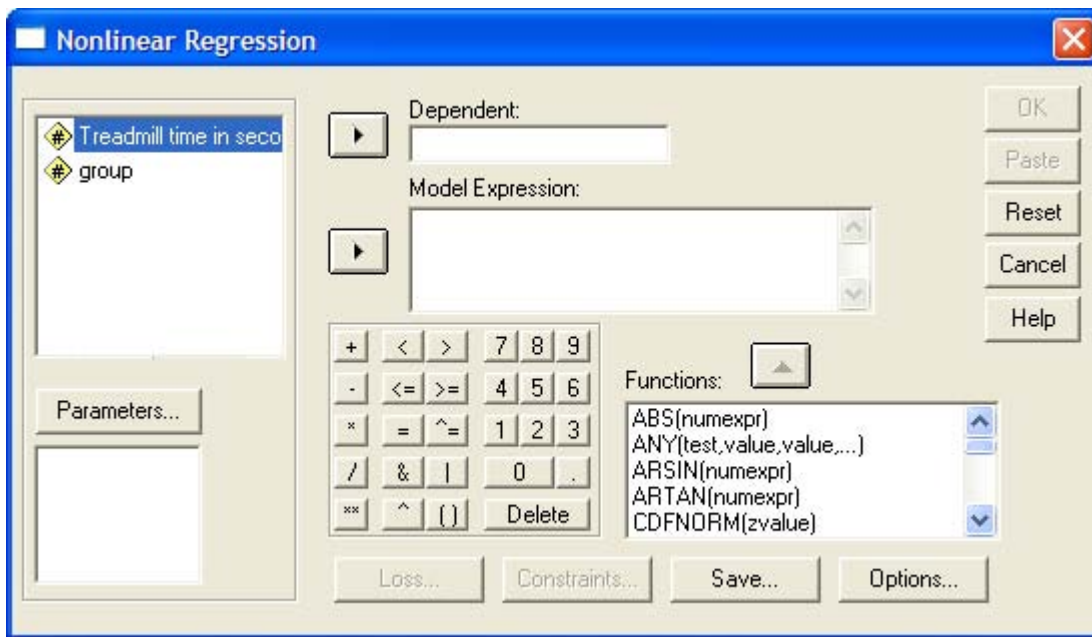 Nonlinear Regression
# Treadmill time in seco
# group
Parameters...
Dependent:
Model Expression:
+ < > 7 8 9
- <= >= 4 5 6
* = ^= 1 2 3
/ & | 0 .
** ^ () Delete
Functions:
ABS(numexpr)
ANY(test,value,value,...)
ARSIN(numexpr)
ARTAN(numexpr)
CDFNORM(zvalue)
Loss...
Constraints...
Save...
Options...
OK
Paste
Reset
Cancel
Help